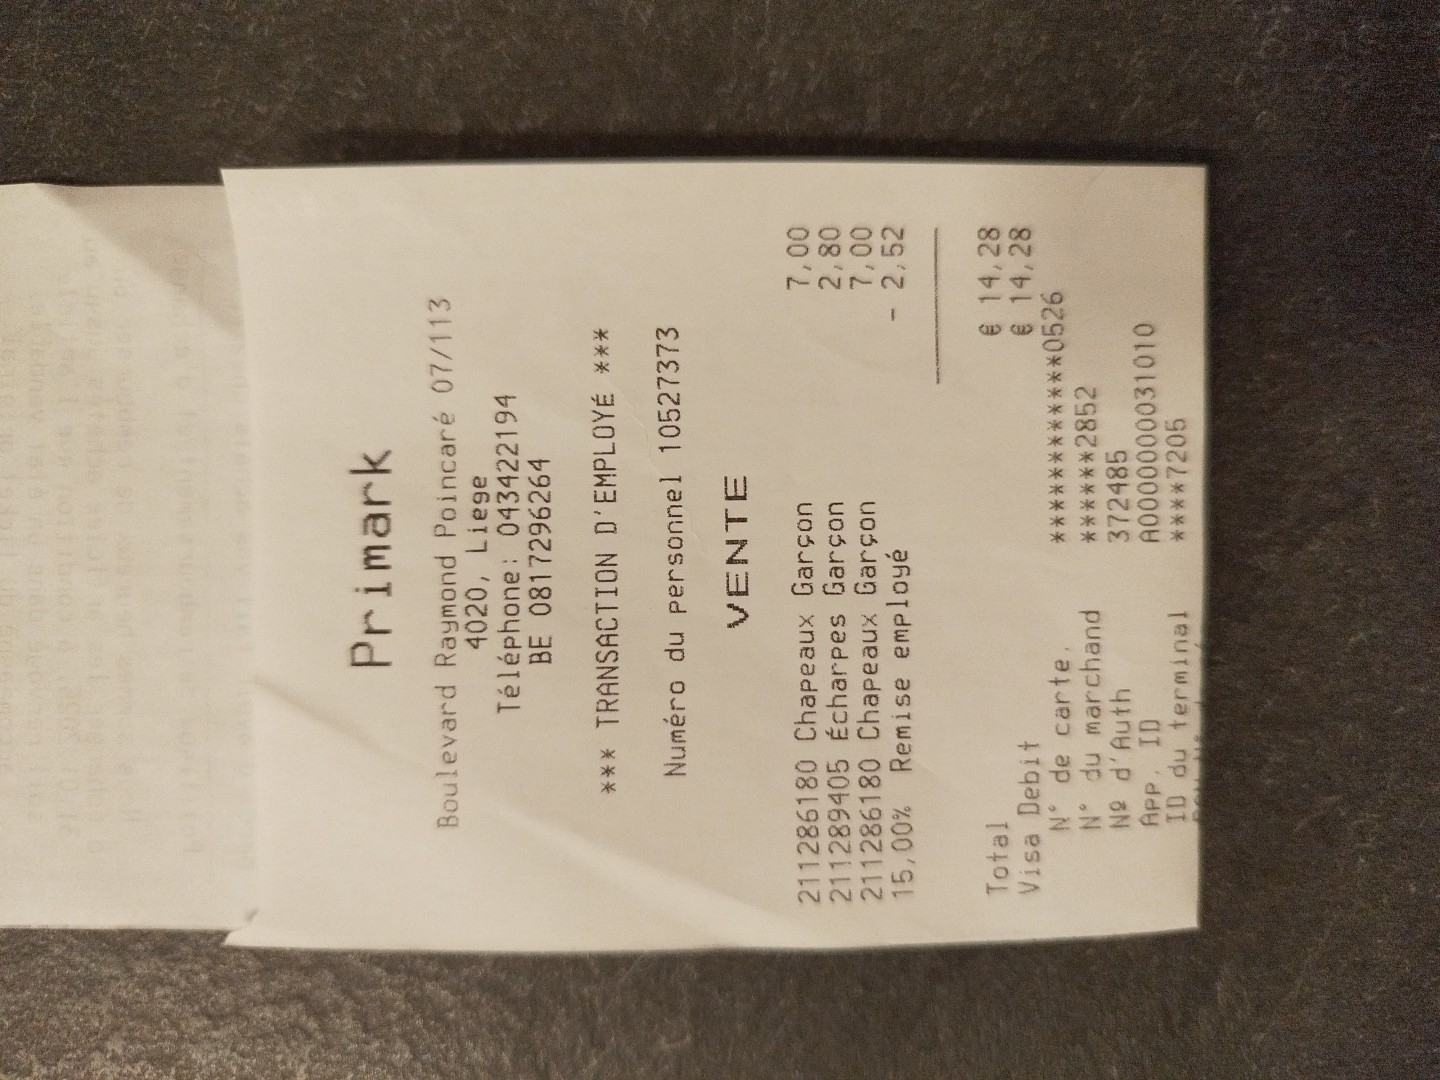 Primark
Boulevard Raymond Poincaré 07/113
4020, Liege
Téléphone: 043422194
BE 0817296264
*** TRANSACTION D'EMPLOYÉ ***
Numéro du personnel 10527373
VENTE
211286180 Chapeaux Garçon 7,00
211289405 Écharpes Garçon 2,80
211286180 Chapeaux Garçon 7,00
15,00% Remise employé - 2,52
Total € 14,28
Visa Debit € 14,28
N° de carte. ************0526
N° du marchand ******2852
Nº d'Auth 372485
App. ID A0000000031010
ID du terminal ****7205